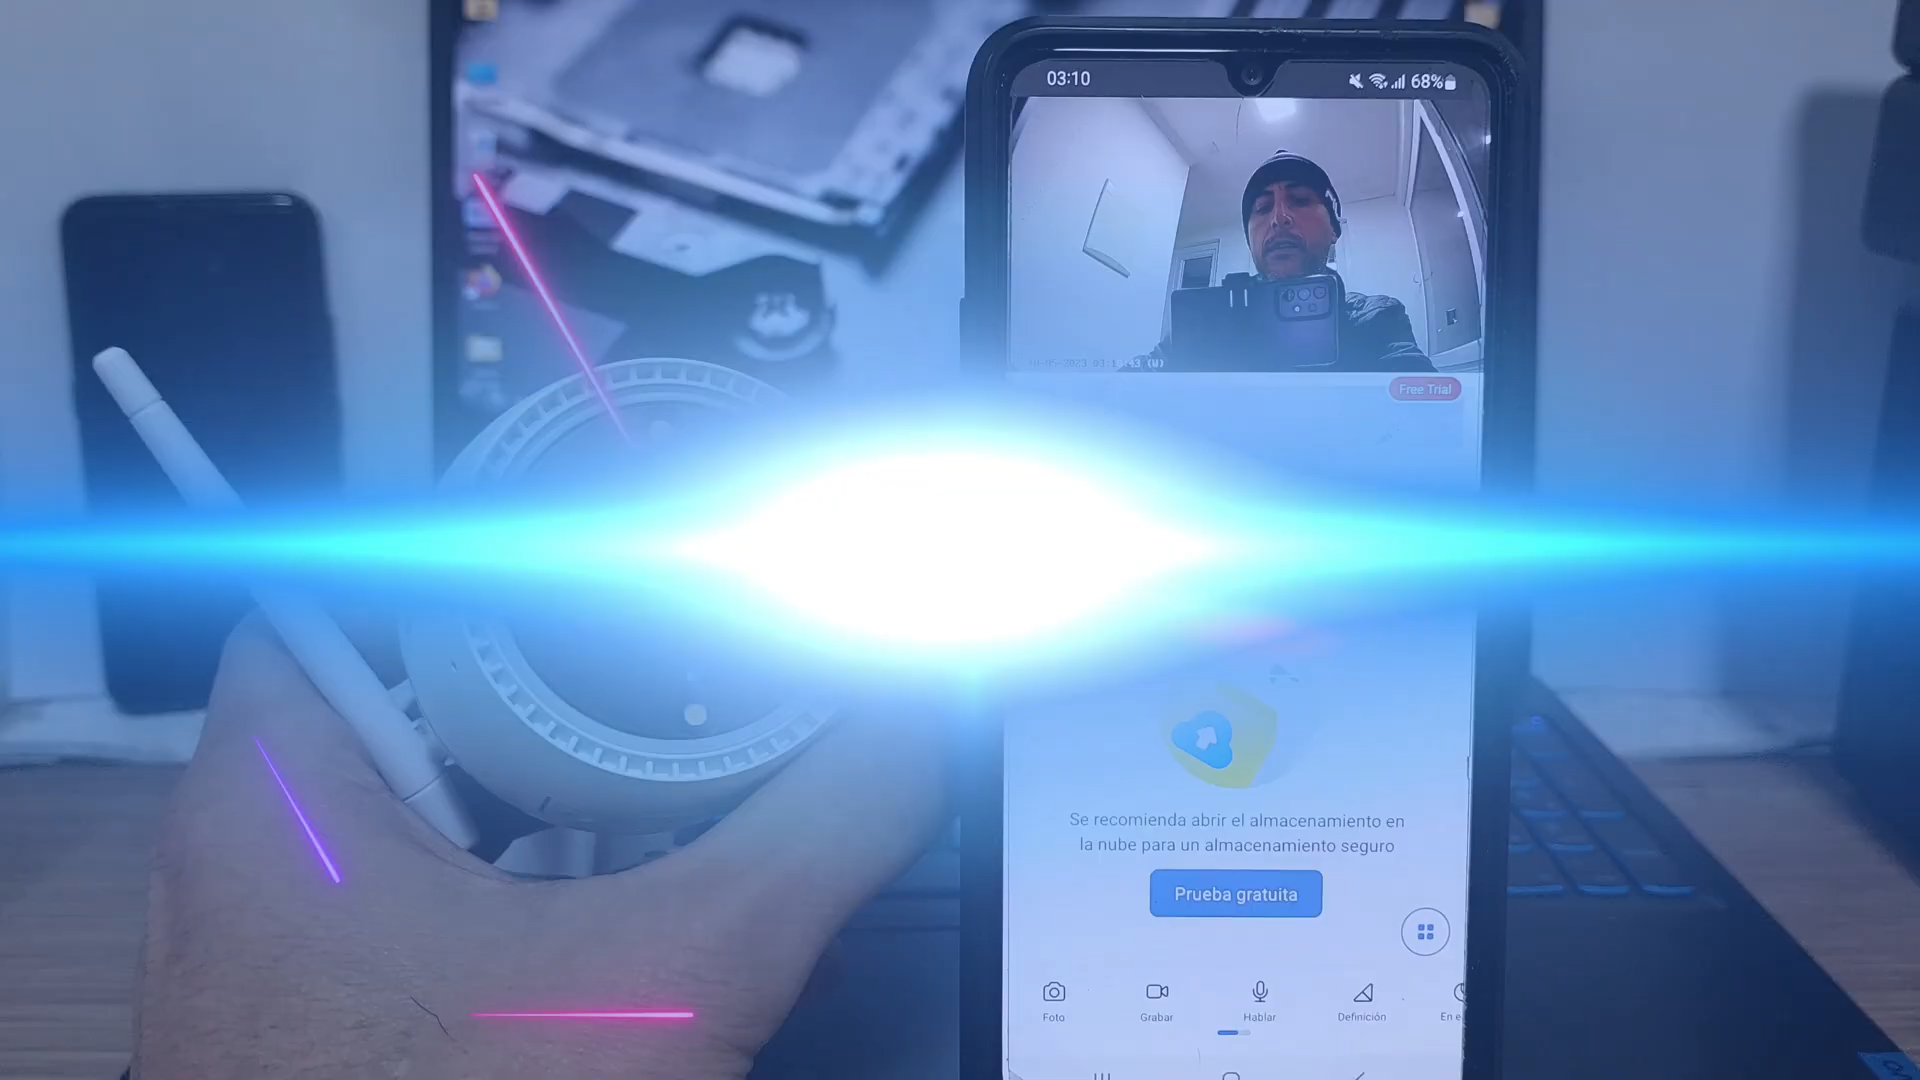 03:10
68%
Free Trial
Se recomienda abrir el almacenamiento en
la nube para un almacenamiento seguro
Prueba gratuita
Foto
Grabar
Hablar
Definición